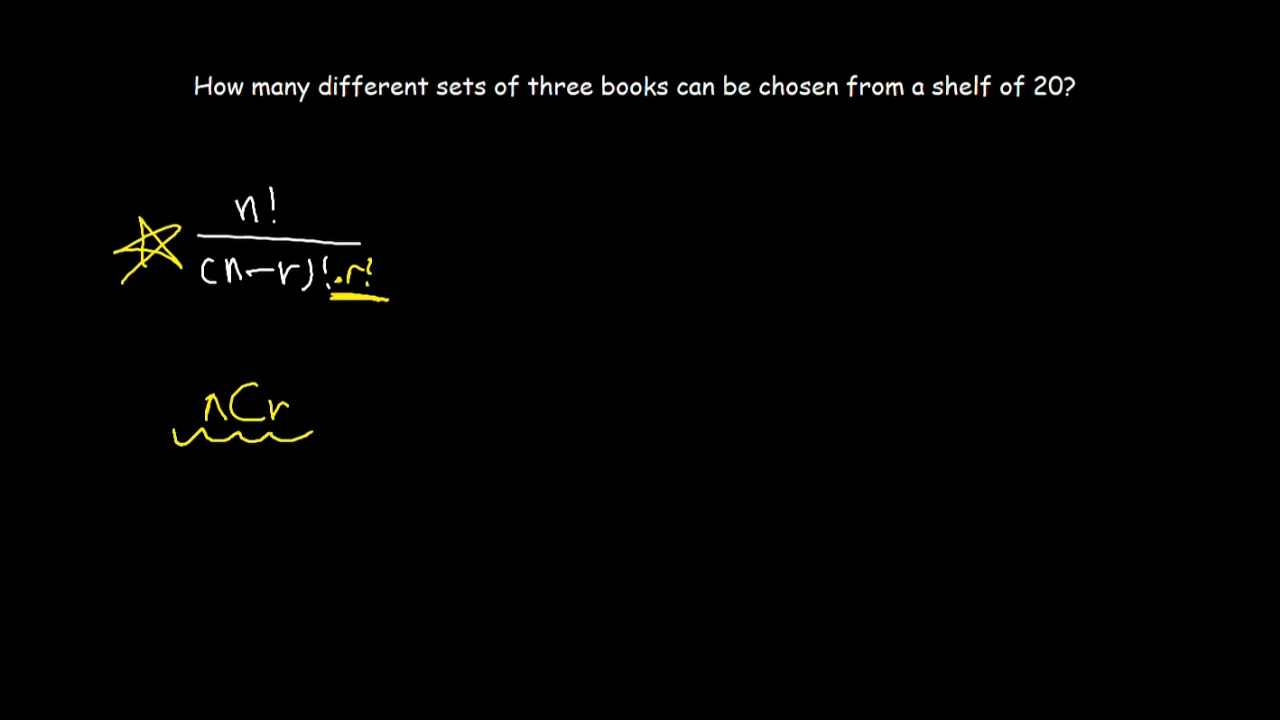 How many different sets of three books can be chosen from a shelf of 20?
n!
(n-r)!·r!
nCr